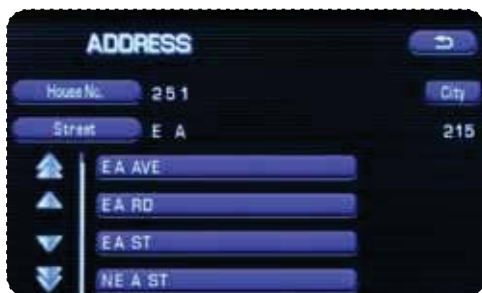 ADDRESS
House No. 251 City
Street E A 215
E A AVE
E A RD
E A ST
NE A ST